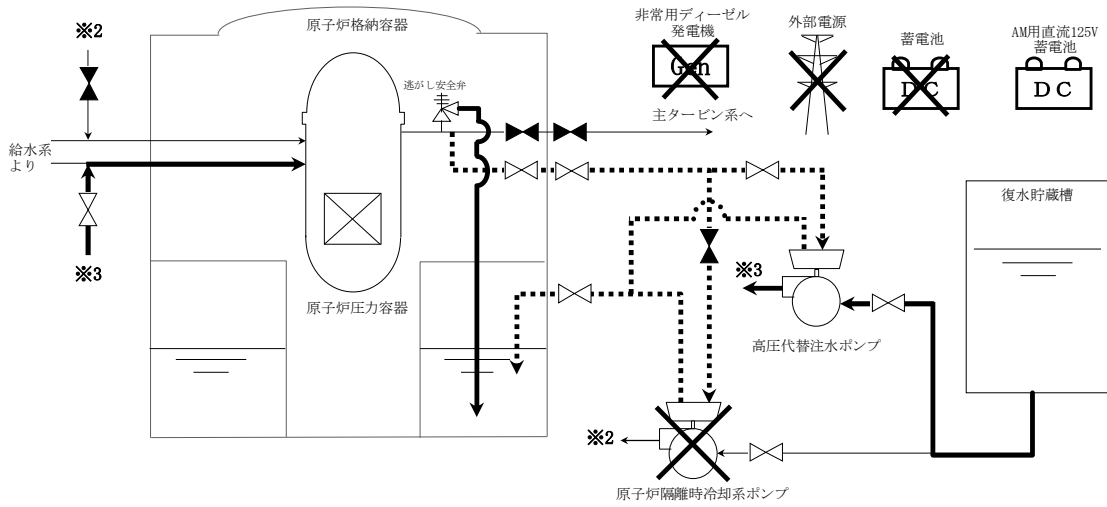 非常用ディーゼル
発電機
Gen
外部電源
蓄電池
DC
AM用直流125V
蓄電池
DC
※2
原子炉格納容器
逃がし安全弁
主タービン系へ
給水系
より
※3
原子炉圧力容器
復水貯蔵槽
※3
高圧代替注水ポンプ
※2
原子炉隔離時冷却系ポンプ